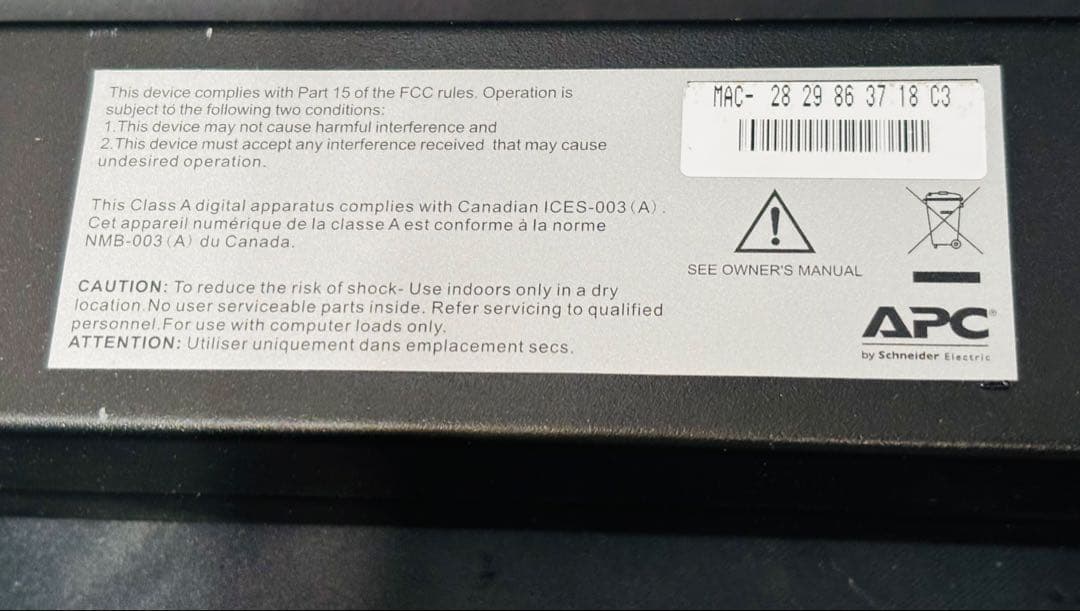 This device complies with Part 15 of the FCC rules. Operation is
subject to the following two conditions:
1.This device may not cause harmful interference and
2.This device must accept any interference received that may cause
undesired operation.
This Class A digital apparatus complies with Canadian ICES-003(A).
Cet appareil numérique de la classe A est conforme à la norme
NMB-003(A) du Canada.
CAUTION: To reduce the risk of shock- Use indoors only in a dry
location.No user serviceable parts inside. Refer servicing to qualified
personnel.For use with computer loads only.
ATTENTION: Utiliser uniquement dans emplacement secs.
MAC- 28 29 86 37 18 C3
SEE OWNER'S MANUAL
APC®
by Schneider Electric